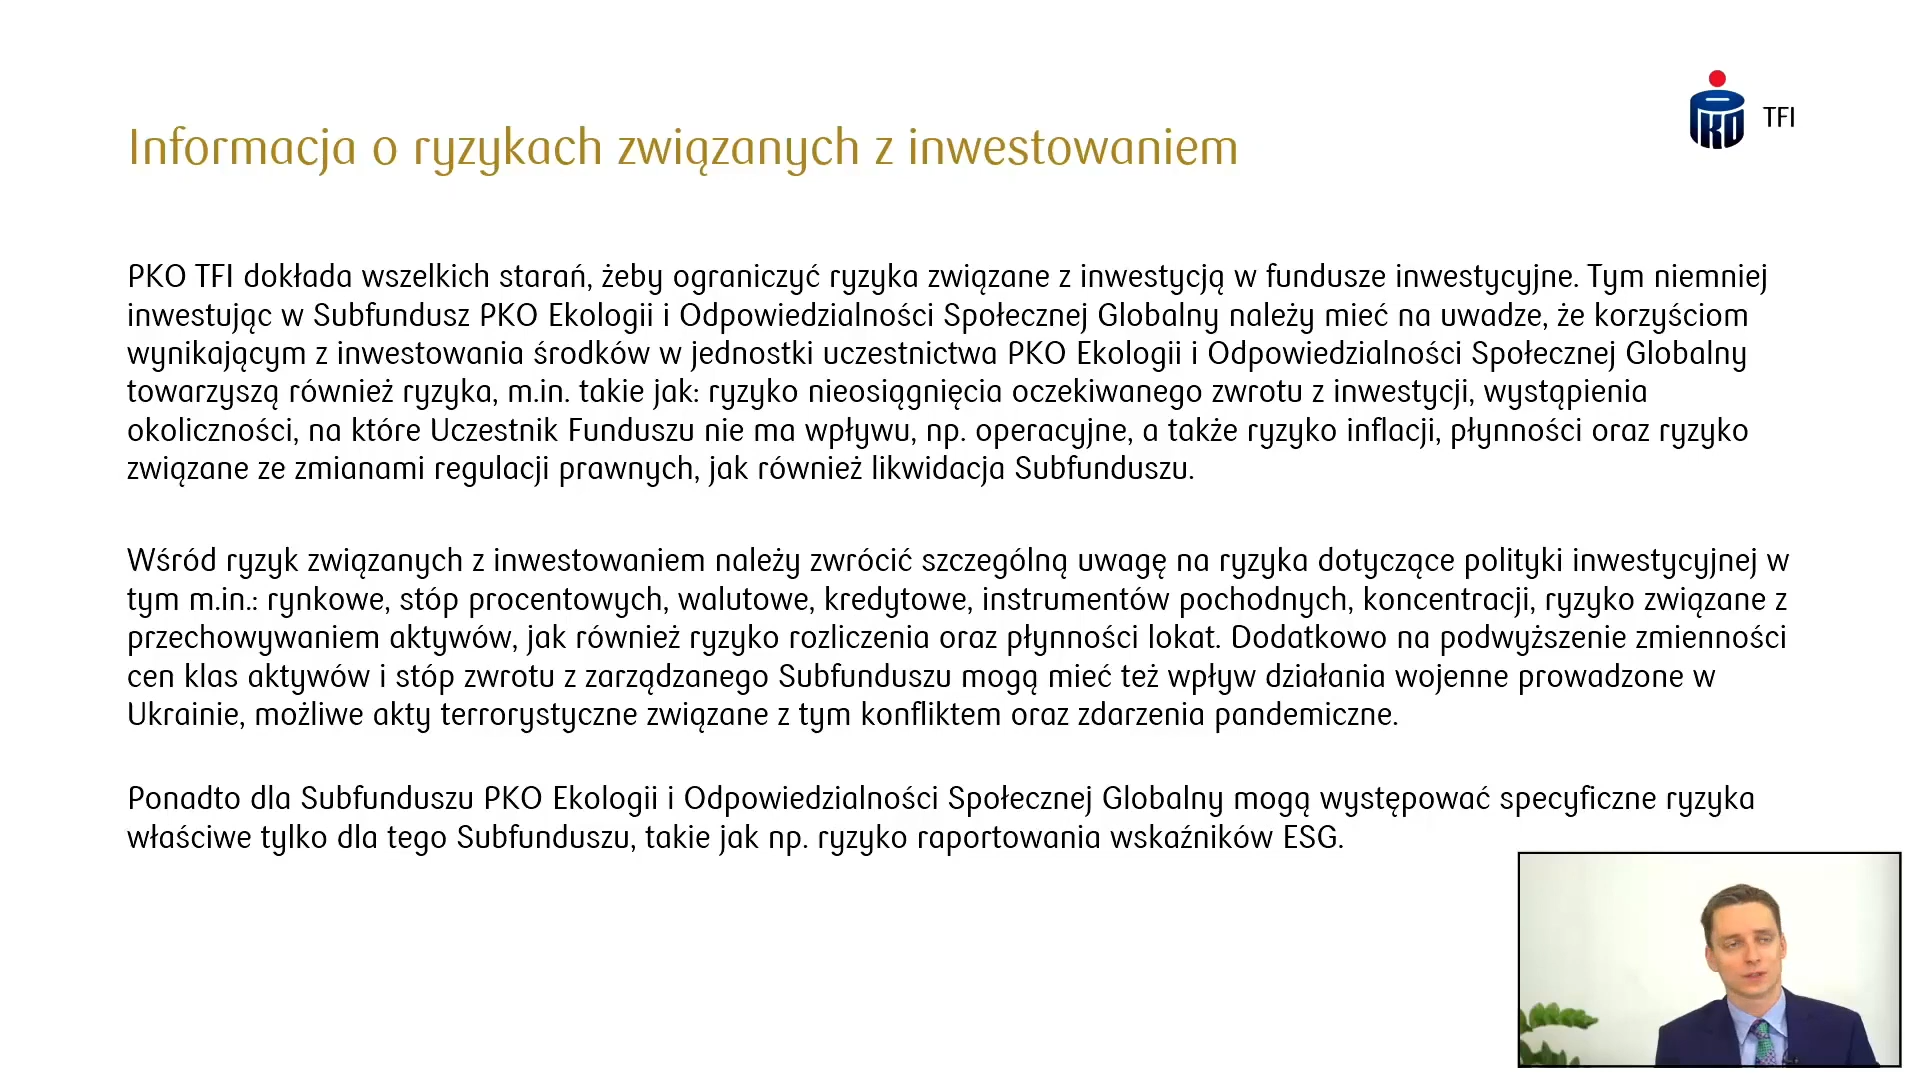 Informacja o ryzykach związanych z inwestowaniem
PKO TFI
PKO TFI dokłada wszelkich starań, żeby ograniczyć ryzyka związane z inwestycją w fundusze inwestycyjne. Tym niemniej
inwestując w Subfundusz PKO Ekologii i Odpowiedzialności Społecznej Globalny należy mieć na uwadze, że korzyściom
wynikającym z inwestowania środków w jednostki uczestnictwa PKO Ekologii i Odpowiedzialności Społecznej Globalny
towarzyszą również ryzyka, m.in. takie jak: ryzyko nieosiągnięcia oczekiwanego zwrotu z inwestycji, wystąpienia
okoliczności, na które Uczestnik Funduszu nie ma wpływu, np. operacyjne, a także ryzyko inflacji, płynności oraz ryzyko
związane ze zmianami regulacji prawnych, jak również likwidacja Subfunduszu.
Wśród ryzyk związanych z inwestowaniem należy zwrócić szczególną uwagę na ryzyka dotyczące polityki inwestycyjnej w
tym m.in.: rynkowe, stóp procentowych, walutowe, kredytowe, instrumentów pochodnych, koncentracji, ryzyko związane z
przechowywaniem aktywów, jak również ryzyko rozliczenia oraz płynności lokat. Dodatkowo na podwyższenie zmienności
cen klas aktywów i stóp zwrotu z zarządzanego Subfunduszu mogą mieć też wpływ działania wojenne prowadzone w
Ukrainie, możliwe akty terrorystyczne związane z tym konfliktem oraz zdarzenia pandemiczne.
Ponadto dla Subfunduszu PKO Ekologii i Odpowiedzialności Społecznej Globalny mogą występować specyficzne ryzyka
właściwe tylko dla tego Subfunduszu, takie jak np. ryzyko raportowania wskaźników ESG.